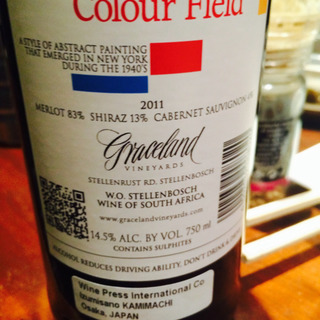 Colour Field
A STYLE OF ABSTRACT PAINTING
THAT EMERGED IN NEW YORK
DURING THE 1940'S
2011
MERLOT 83% SHIRAZ 13% CABERNET SAUVIGNON 4%
Graceland
VINEYARDS
STELLENRUST RD, STELLENBOSCH
W.O. STELLENBOSCH
WINE OF SOUTH AFRICA
www.gracelandvineyards.com
14.5% ALC. BY VOL. 750 ml
CONTAINS SULPHITES
ALCOHOL REDUCES DRIVING ABILITY, DON'T DRINK &
Wine Press International Co.
Izumisano KAMIMACHI
Osaka, JAPAN